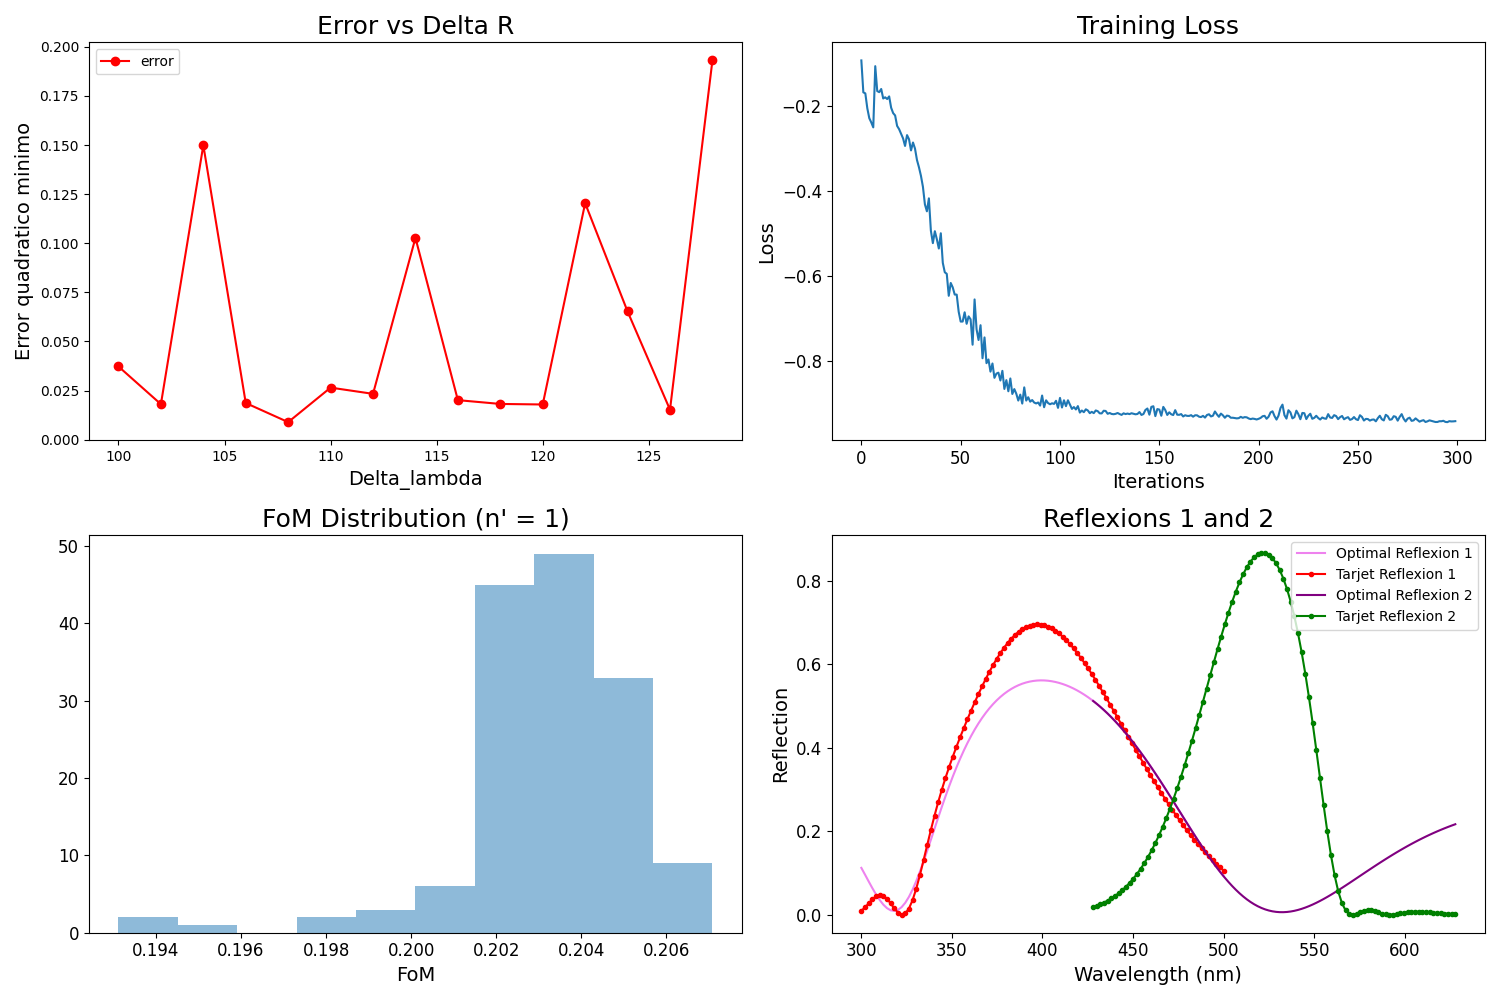 Error vs Delta R
error
0.200
0.175
0.150
0.125
0.100
0.075
0.050
0.025
0.000
Error quadratico minimo
100 105 110 115 120 125
Delta_lambda
Training Loss
−0.2
−0.4
−0.6
−0.8
Loss
0 50 100 150 200 250 300
Iterations
FoM Distribution (n' = 1)
50
40
30
20
10
0
0.194 0.196 0.198 0.200 0.202 0.204 0.206
FoM
Reflexions 1 and 2
Optimal Reflexion 1
Tarjet Reflexion 1
Optimal Reflexion 2
Tarjet Reflexion 2
0.8
0.6
0.4
0.2
0.0
Reflection
300 350 400 450 500 550 600
Wavelength (nm)